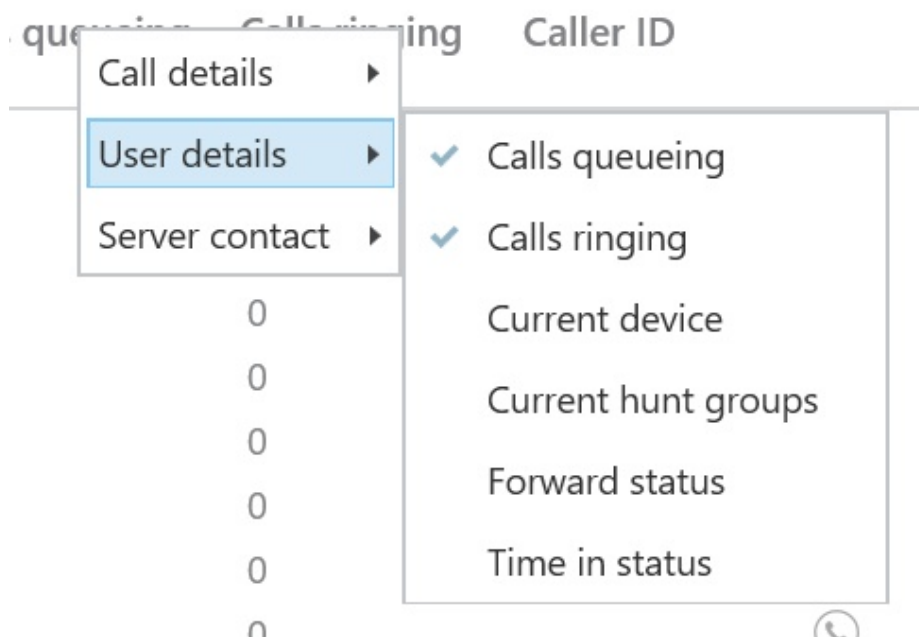 Caller ID
Call details
User details
Server contact
Calls queueing
Calls ringing
Current device
Current hunt groups
Forward status
Time in status
0
0
0
0
0
0